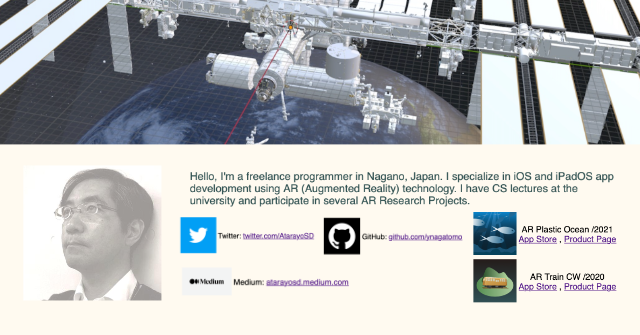 Hello, I'm a freelance programmer in Nagano, Japan. I specialize in iOS and iPadOS app
development using AR (Augmented Reality) technology. I have CS lectures at the
university and participate in several AR Research Projects.
Twitter: twitter.com/AtarayoSD
GitHub: github.com/ynagatomo
AR Plastic Ocean /2021
App Store , Product Page
Medium
Medium: atarayosd.medium.com
AR Train CW /2020
App Store , Product Page